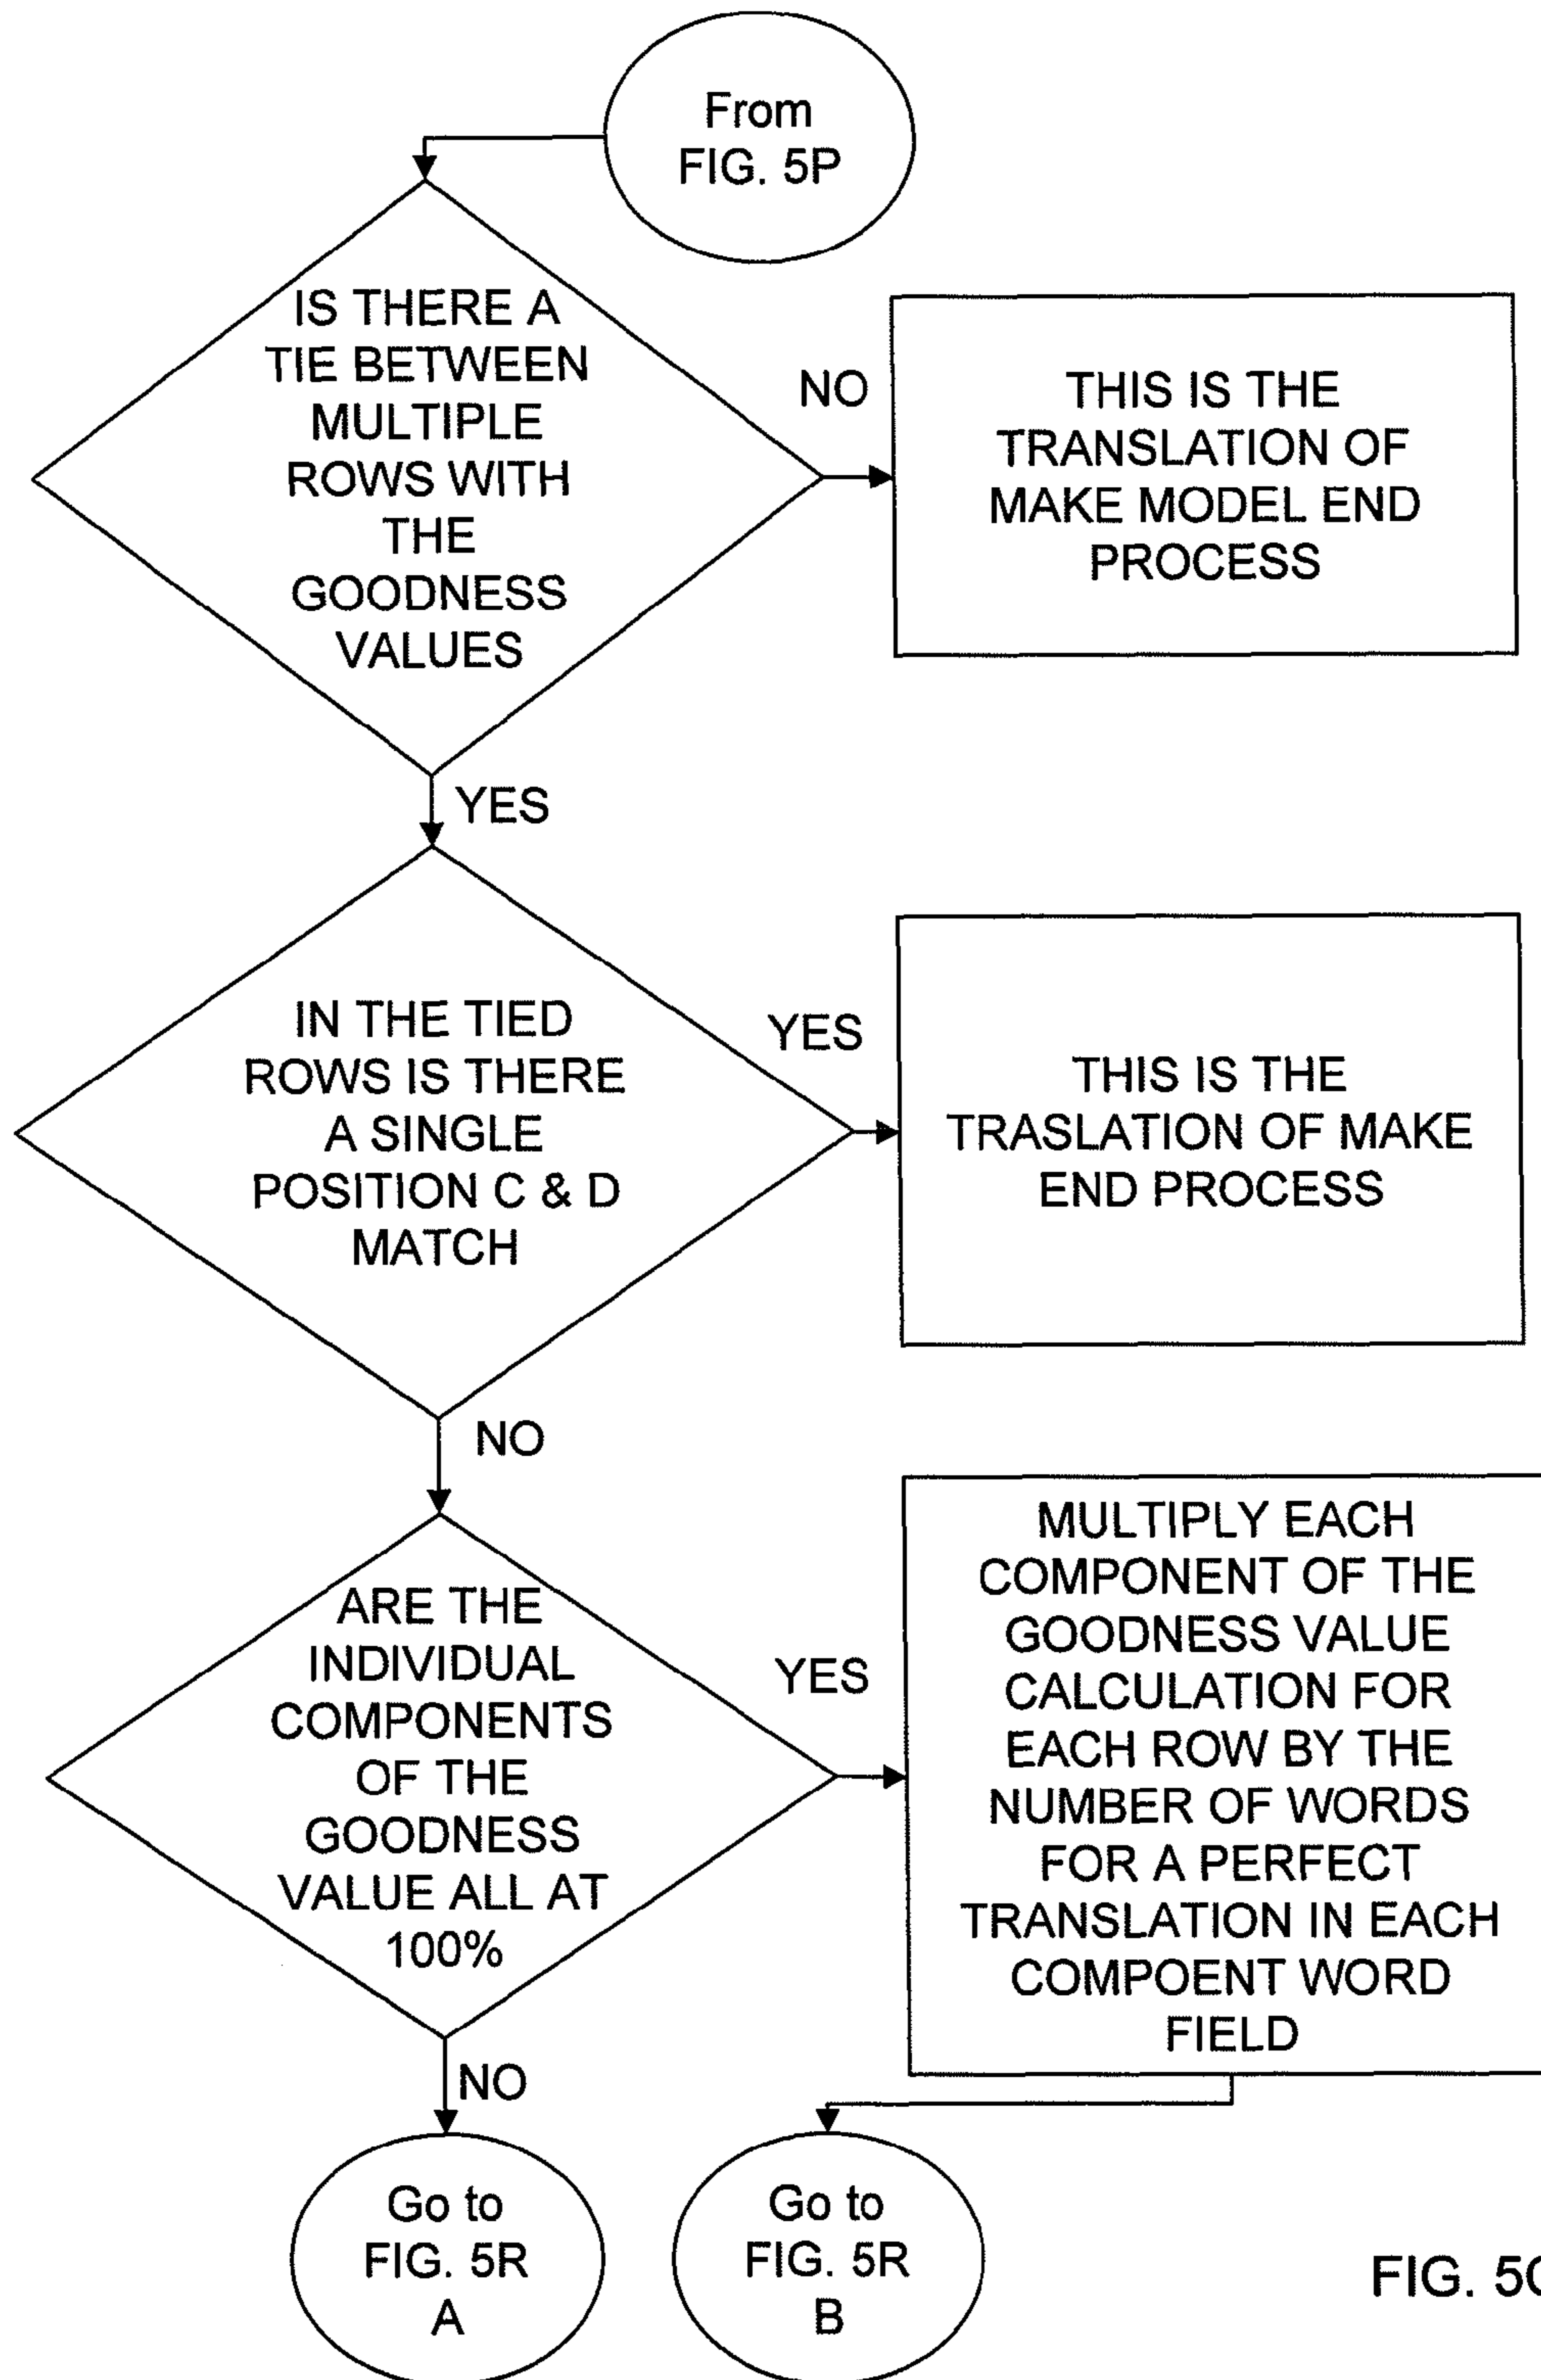 From
FIG. 5P
IS THERE A
TIE BETWEEN
MULTIPLE
ROWS WITH
THE
GOODNESS
VALUES
NO
THIS IS THE
TRANSLATION OF
MAKE MODEL END
PROCESS
YES
IN THE TIED
ROWS IS THERE
A SINGLE
POSITION C & D
MATCH
YES
THIS IS THE
TRASLATION OF MAKE
END PROCESS
NO
ARE THE
INDIVIDUAL
COMPONENTS
OF THE
GOODNESS
VALUE ALL AT
100%
YES
MULTIPLY EACH
COMPONENT OF THE
GOODNESS VALUE
CALCULATION FOR
EACH ROW BY THE
NUMBER OF WORDS
FOR A PERFECT
TRANSLATION IN EACH
COMPOENT WORD
FIELD
NO
Go to
FIG. 5R
A
Go to
FIG. 5R
B
FIG.